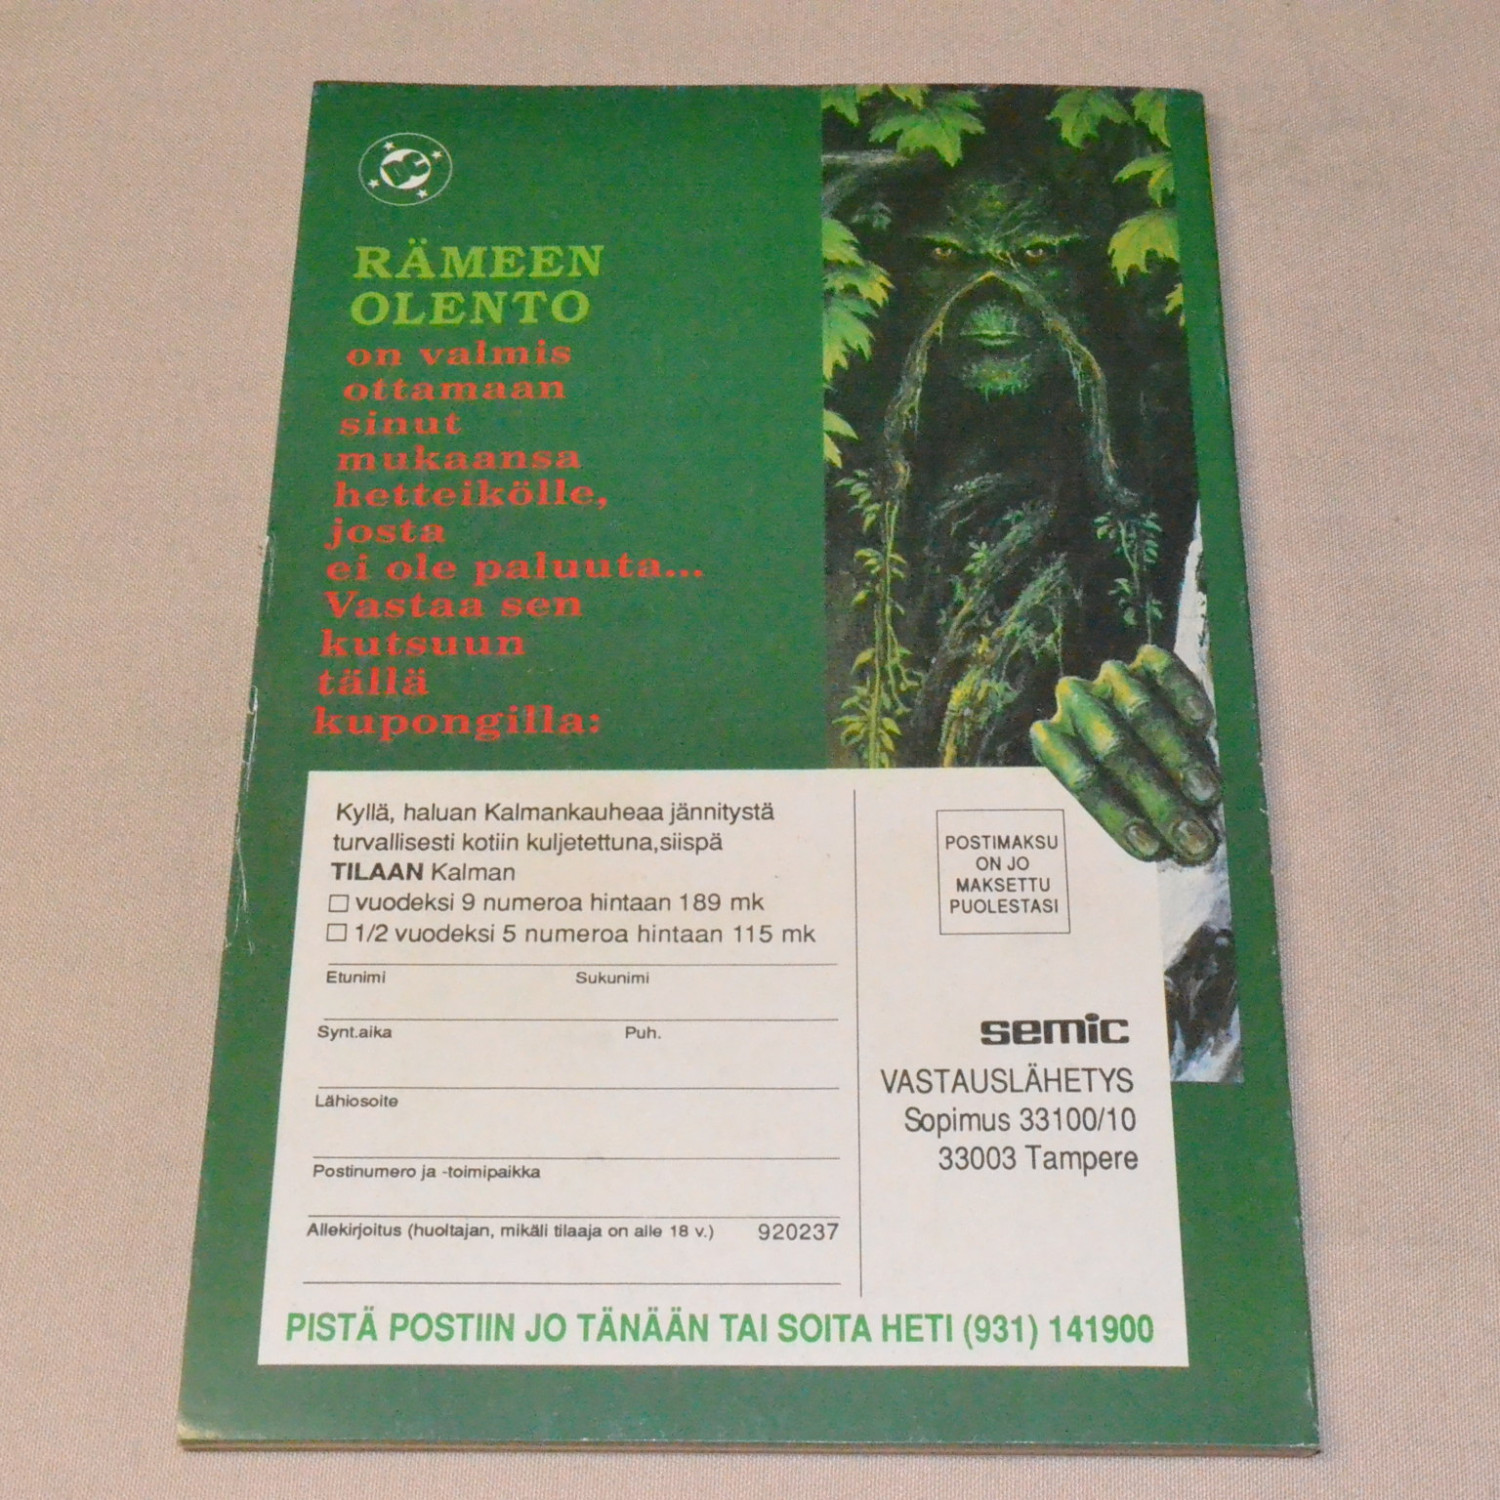 DC
RÄMEEN
OLENTO
on valmis
ottamaan
sinut
mukaansa
hetteikölle,
josta
ei ole paluuta...
Vastaa sen
kutsuun
tällä
kupongilla:
Kyllä, haluan Kalmankauheaa jännitystä
turvallisesti kotiin kuljetettuna,siispä
TILAAN Kalman
vuodeksi 9 numeroa hintaan 189 mk
1/2 vuodeksi 5 numeroa hintaan 115 mk
Etunimi Sukunimi
Synt.aika Puh.
Lähiosoite
Postinumero ja -toimipaikka
Allekirjoitus (huoltajan, mikäli tilaaja on alle 18 v.) 920237
POSTIMAKSU
ON JO
MAKSETTU
PUOLESTASI
semic
VASTAUSLÄHETYS
Sopimus 33100/10
33003 Tampere
PISTÄ POSTIIN JO TÄNÄÄN TAI SOITA HETI (931) 141900